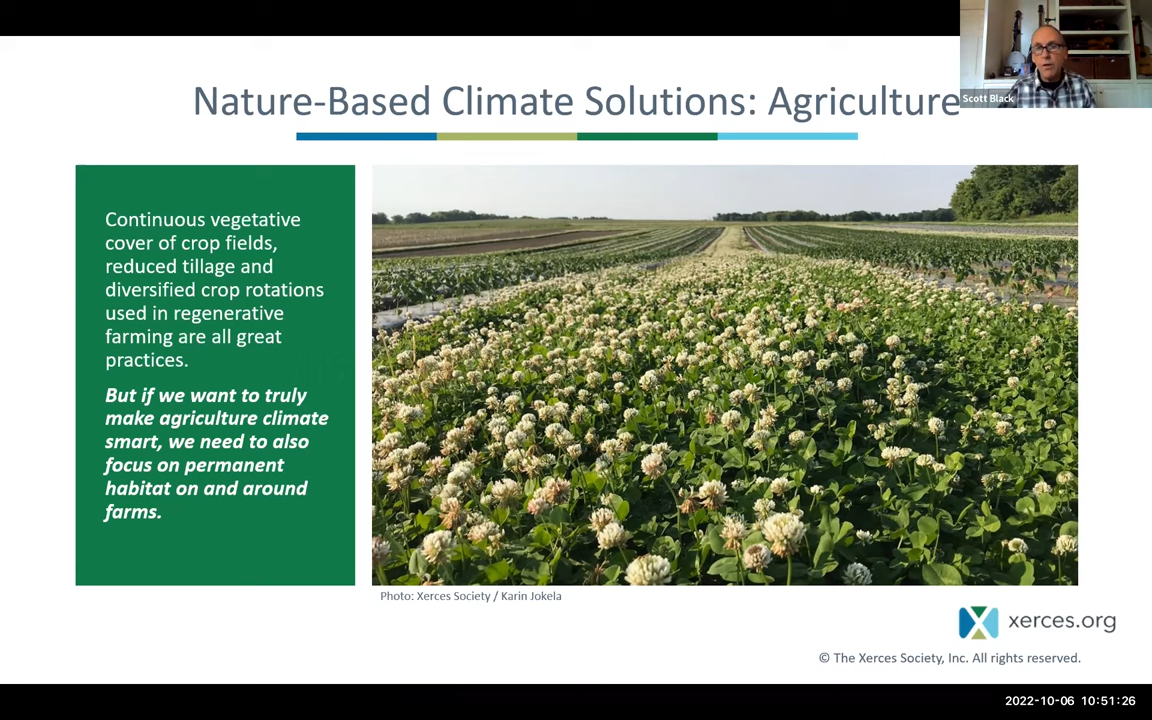 Nature-Based Climate Solutions: Agriculture
Scott Black
Continuous vegetative
cover of crop fields,
reduced tillage and
diversified crop rotations
used in regenerative
farming are all great
practices.
But if we want to truly
make agriculture climate
smart, we need to also
focus on permanent
habitat on and around
farms.
Photo: Xerces Society / Karin Jokela
xerces.org
© The Xerces Society, Inc. All rights reserved.
2022-10-06 10:51:26